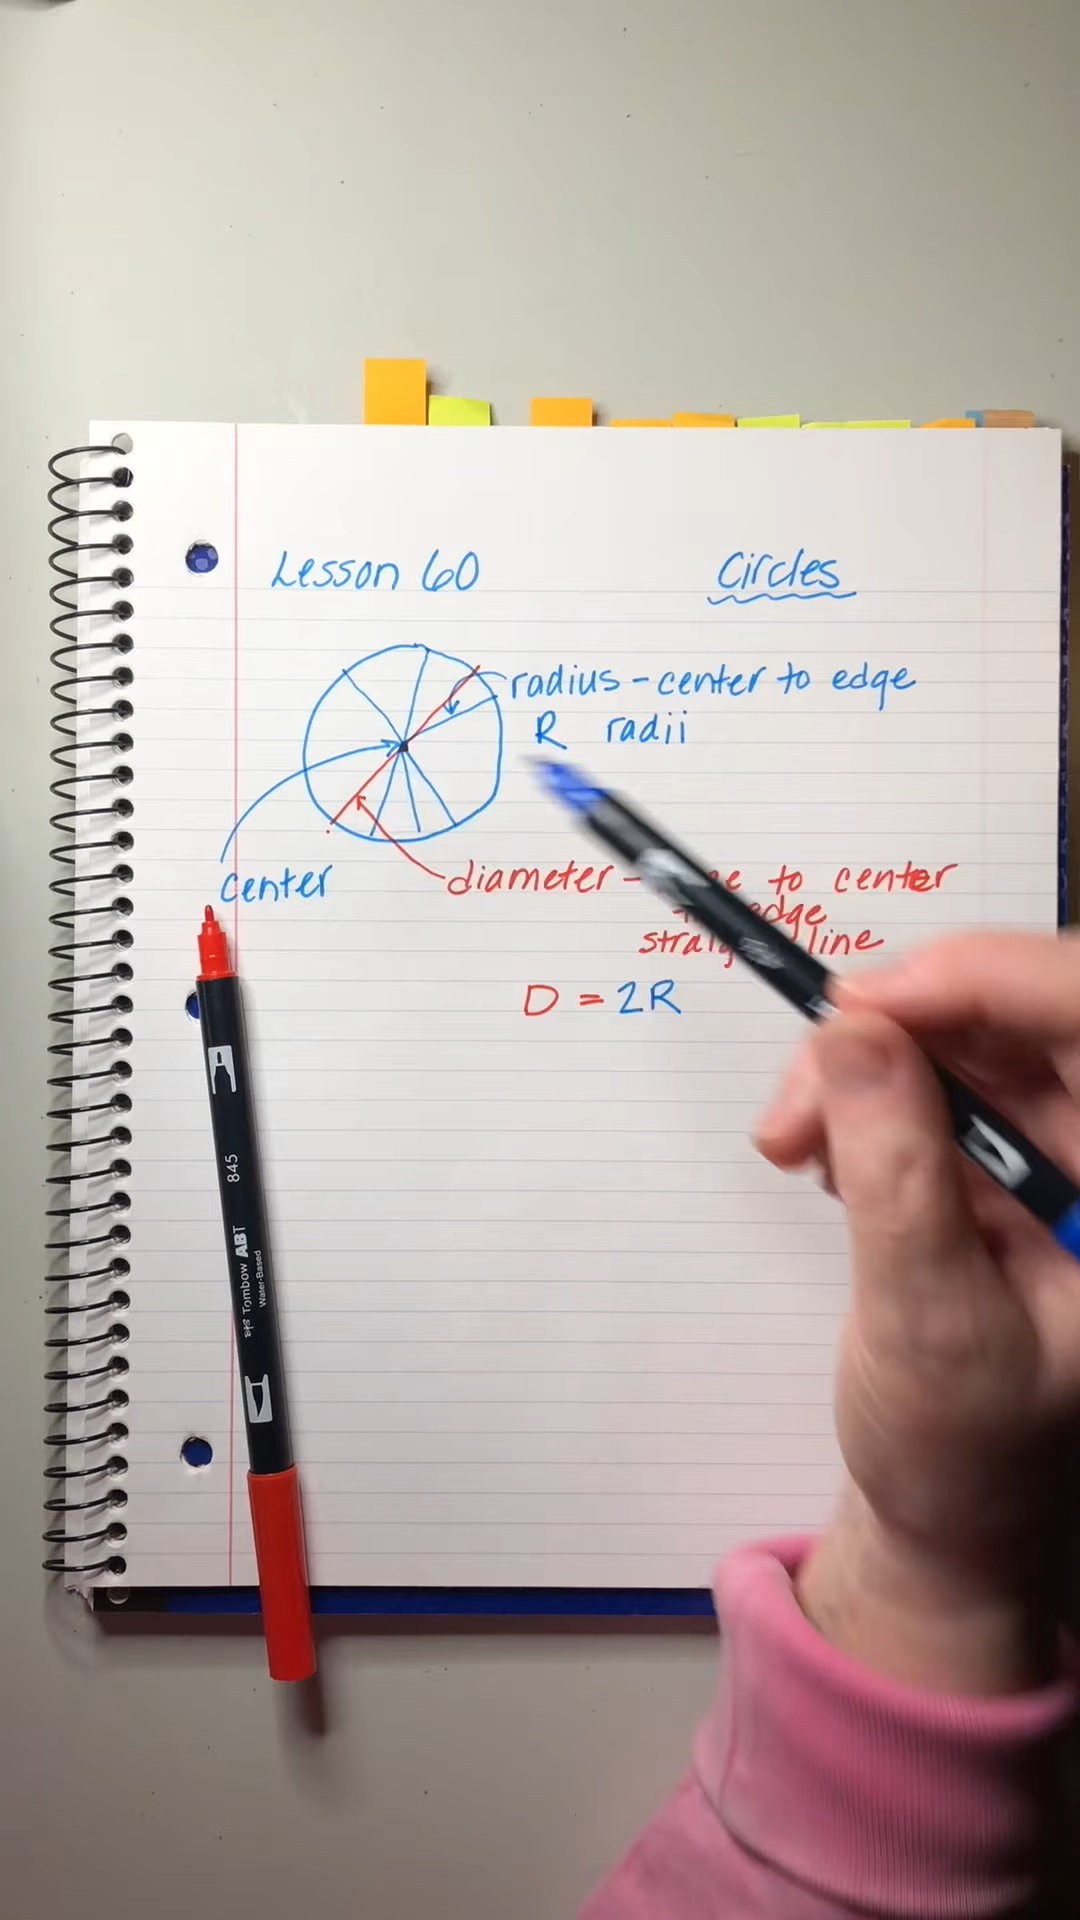 Lesson 60 Circles
radius - center to edge
R radii
center
diameter - to center
edge
line
D = 2R
845
Tombow ABT
Water-Based